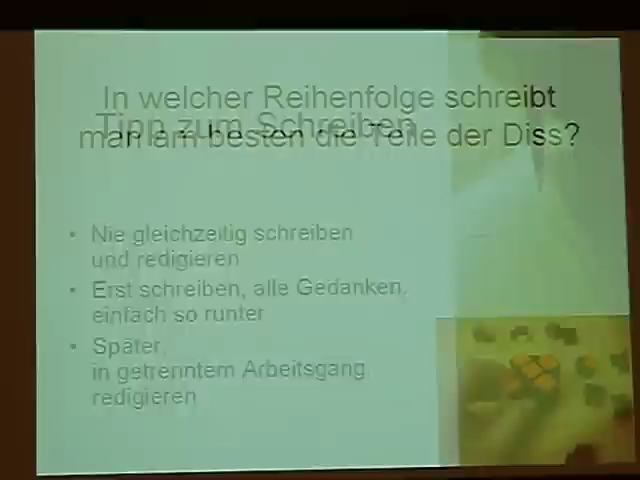 In welcher Reihenfolge schreibt
Tipp zum Schreiben
man am besten die Teile der Diss?
• Nie gleichzeitig schreiben
und redigieren
• Erst schreiben, alle Gedanken,
einfach so runter
• Später
in getrenntem Arbeitsgang
redigieren